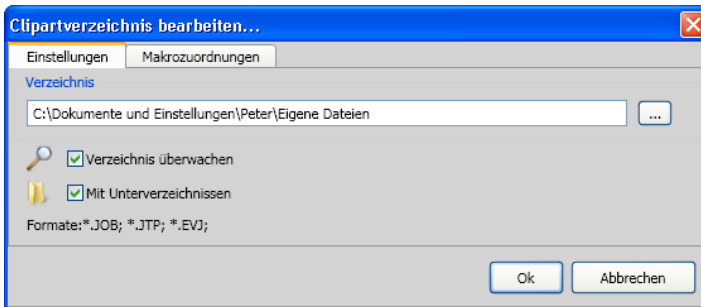 Clipartverzeichnis bearbeiten...
Einstellungen Makrozuordnungen
Verzeichnis
C:\Dokumente und Einstellungen\Peter\Eigene Dateien ...
Verzeichnis überwachen
Mit Unterverzeichnissen
Formate:*.JOB; *.JTP; *.EVJ;
Ok Abbrechen